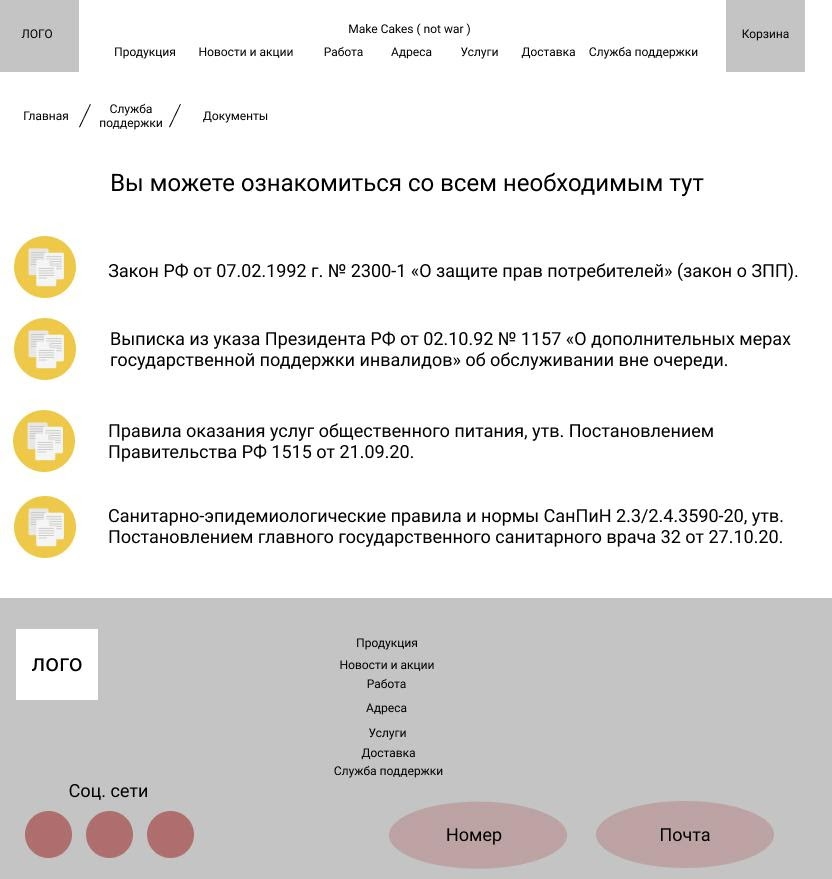 ЛОГО
Make Cakes ( not war )
Корзина
Продукция Новости и акции Работа Адреса Услуги Доставка Служба поддержки
Главная / Служба поддержки / Документы
Вы можете ознакомиться со всем необходимым тут
Закон РФ от 07.02.1992 г. № 2300-1 «О защите прав потребителей» (закон о ЗПП).
Выписка из указа Президента РФ от 02.10.92 № 1157 «О дополнительных мерах
государственной поддержки инвалидов» об обслуживании вне очереди.
Правила оказания услуг общественного питания, утв. Постановлением
Правительства РФ 1515 от 21.09.20.
Санитарно-эпидемиологические правила и нормы СанПиН 2.3/2.4.3590-20, утв.
Постановлением главного государственного санитарного врача 32 от 27.10.20.
ЛОГО
Продукция
Новости и акции
Работа
Адреса
Услуги
Доставка
Служба поддержки
Соц. сети
Номер
Почта